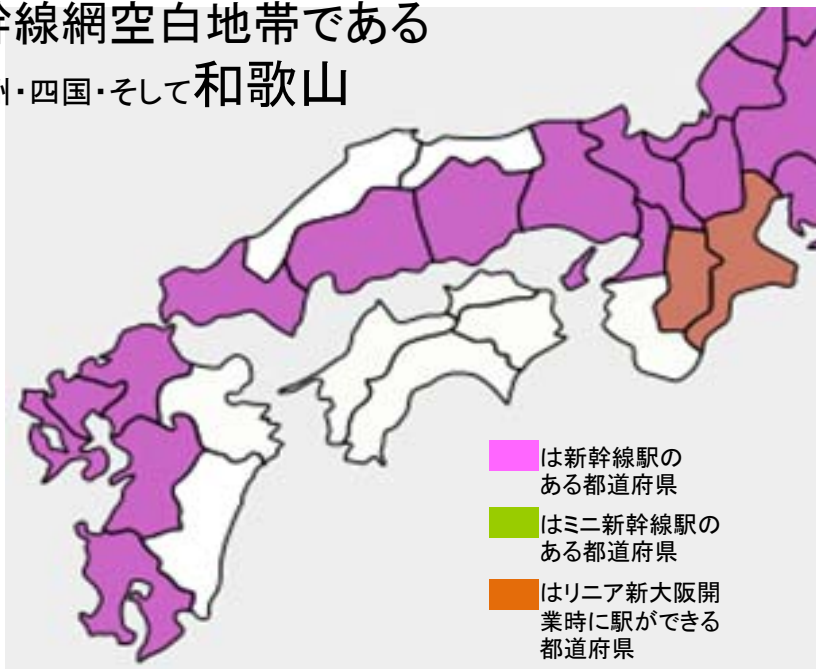 幹線網空白地帯である
州・四国・そして和歌山
は新幹線駅の
ある都道府県
はミニ新幹線駅の
ある都道府県
はリニア新大阪開
業時に駅ができる
都道府県